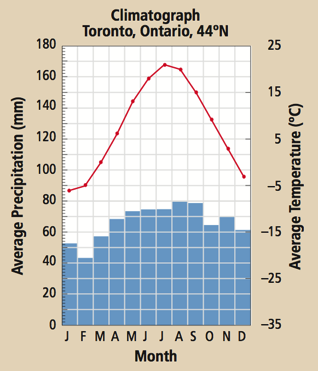 Climatograph
Toronto, Ontario, 44°N
Average Precipitation (mm)
180
160
140
120
100
80
60
40
20
0
25
15
5
–5
–15
–25
–35
Average Temperature (°C)
J F M A M J J A S O N D
Month